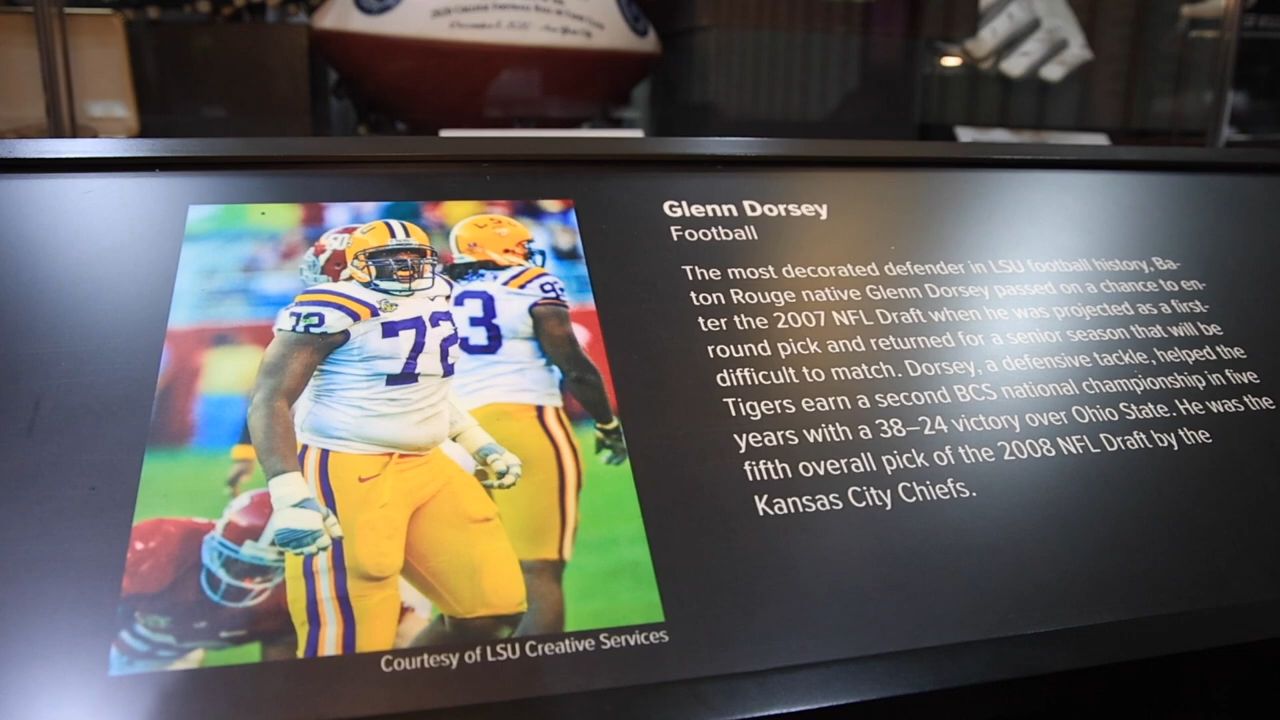 Glenn Dorsey
Football
The most decorated defender in LSU football history, Ba-
ton Rouge native Glenn Dorsey passed on a chance to en-
ter the 2007 NFL Draft when he was projected as a first-
round pick and returned for a senior season that will be
difficult to match. Dorsey, a defensive tackle, helped the
Tigers earn a second BCS national championship in five
years with a 38–24 victory over Ohio State. He was the
fifth overall pick of the 2008 NFL Draft by the
Kansas City Chiefs.
72
72
3
93
Courtesy of LSU Creative Services